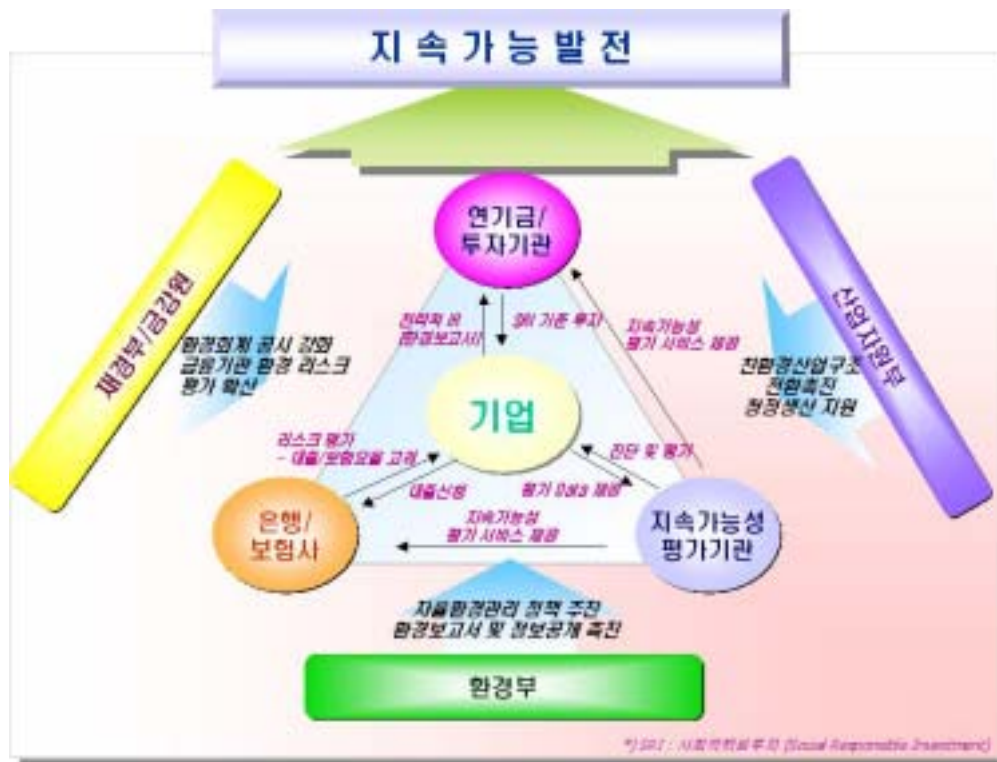 지속가능발전
연기금/
투자기관
재경부/금감원
산업자원부
전략적 IR
(환경보고서)
SRI 기준 투자
지속가능성
평가 서비스 제공
환경회계 공시 강화
금융기관 환경 리스크
평가 확산
친환경산업구조
전환촉진
청정생산 지원
기업
리스크 평가
- 대출/보험요율 고려
진단 및 평가
대출신청
평가 Data 제공
은행/
보험사
지속가능성
평가 서비스 제공
지속가능성
평가기관
자율환경관리 정책 추진
환경보고서 및 정보공개 촉진
환경부
*) SRI : 사회책임투자 (Social Responsible Investment)